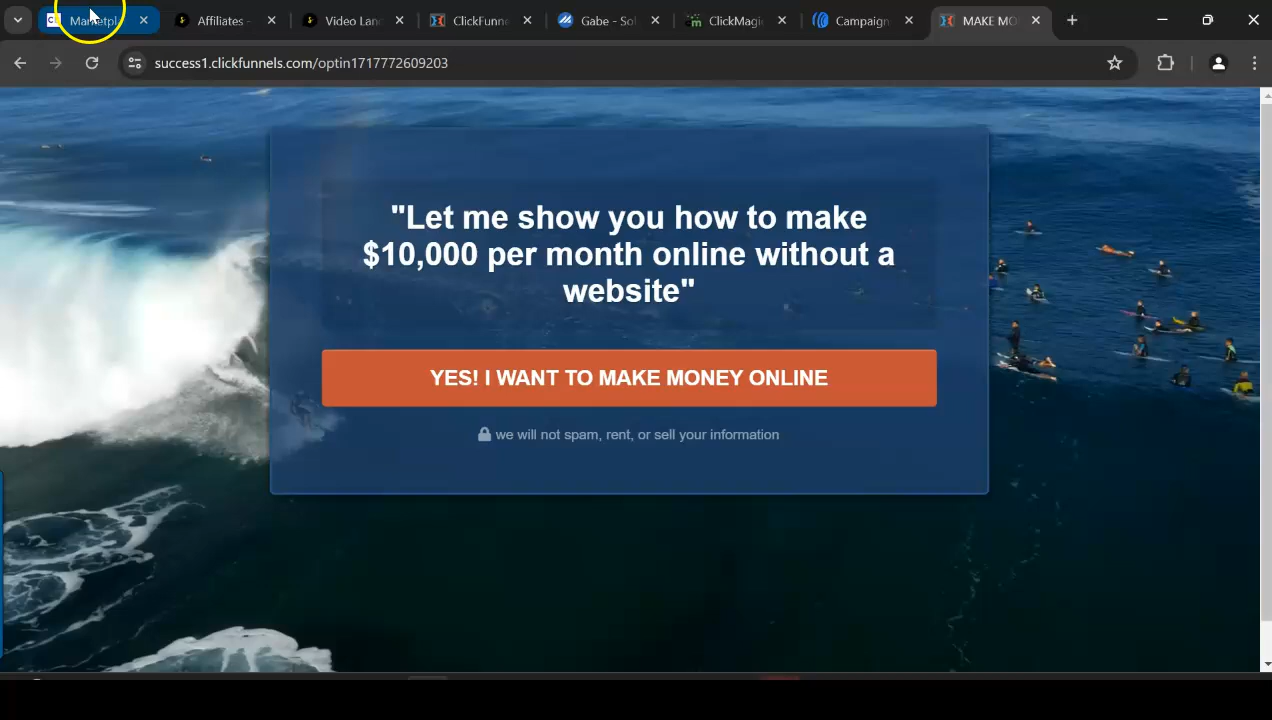 Marketpl
Affiliates -
Video Lan
ClickFunne
Gabe - Sol
ClickMagic
Campaign
MAKE MO
success1.clickfunnels.com/optin1717772609203
"Let me show you how to make
$10,000 per month online without a
website"
YES! I WANT TO MAKE MONEY ONLINE
we will not spam, rent, or sell your information